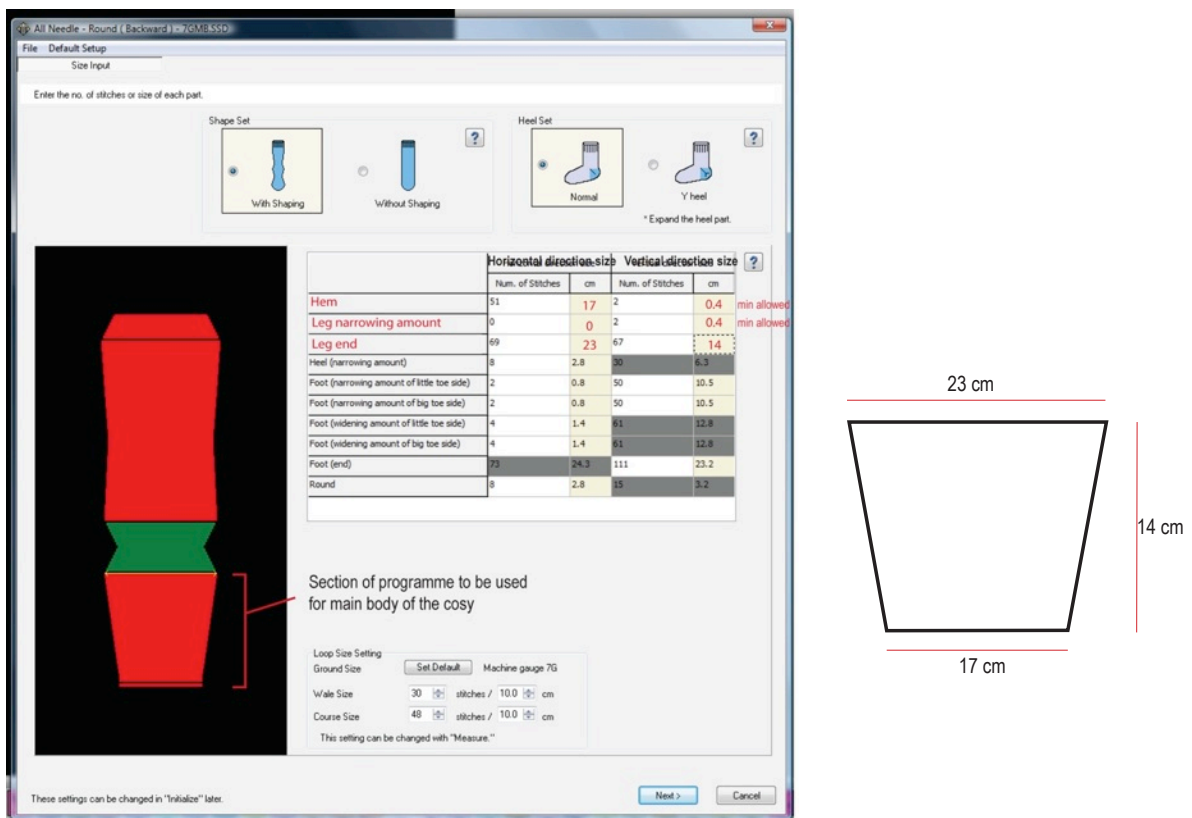 All Needle - Round ( Backward ) - 7GMB.SSD
File Default Setup
Size Input
Enter the no. of stitches or size of each part.
Shape Set
With Shaping
Without Shaping
?
Heel Set
Normal
Y heel
* Expand the heel part.
?
Horizontal direction size Vertical direction size ?
Num. of Stitches cm Num. of Stitches cm
Hem 51 17 2 0.4 min allowed
Leg narrowing amount 0 0 2 0.4 min allowed
Leg end 69 23 67 14
Heel (narrowing amount) 8 2.8 30 6.3
Foot (narrowing amount of little toe side) 2 0.8 50 10.5
Foot (narrowing amount of big toe side) 2 0.8 50 10.5
Foot (widening amount of little toe side) 4 1.4 61 12.8
Foot (widening amount of big toe side) 4 1.4 61 12.8
Foot (end) 73 24.3 111 23.2
Round 8 2.8 15 3.2
Section of programme to be used
for main body of the cosy
Loop Size Setting
Ground Size Set Default Machine gauge 7G
Wale Size 30 stitches / 10.0 cm
Course Size 48 stitches / 10.0 cm
This setting can be changed with "Measure."
These settings can be changed in "Initialize" later.
Next >
Cancel
23 cm
14 cm
17 cm